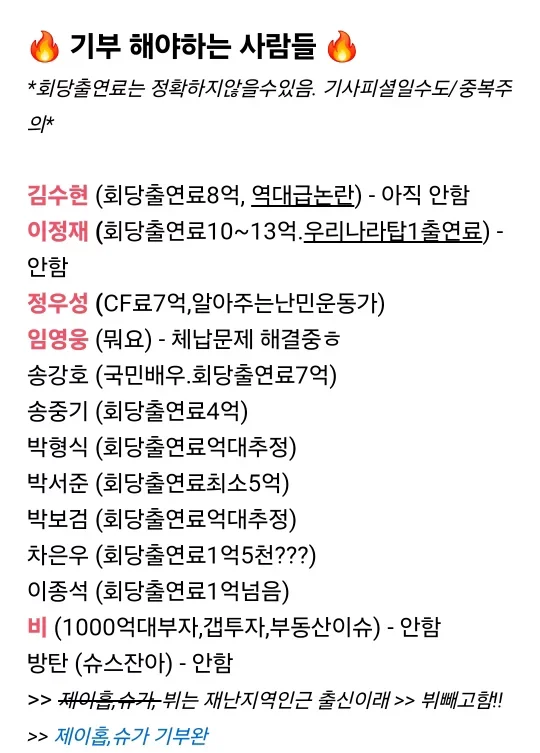 🔥 기부 해야하는 사람들 🔥
*회당출연료는 정확하지않을수있음. 기사피셜일수도/중복주
의*
김수현 (회당출연료8억, 역대급논란) - 아직 안함
이정재 (회당출연료10~13억.우리나라탑1출연료) -
안함
정우성 (CF료7억,알아주는난민운동가)
임영웅 (뭐요) - 체납문제 해결중ㅎ
송강호 (국민배우.회당출연료7억)
송중기 (회당출연료4억)
박형식 (회당출연료억대추정)
박서준 (회당출연료최소5억)
박보검 (회당출연료억대추정)
차은우 (회당출연료1억5천???)
이종석 (회당출연료1억넘음)
비 (1000억대부자,갭투자,부동산이슈) - 안함
방탄 (슈스잔아) - 안함
>> 제이홉,슈가, 뷔는 재난지역인근 출신이래 >> 뷔빼고함!!
>> 제이홉,슈가 기부완